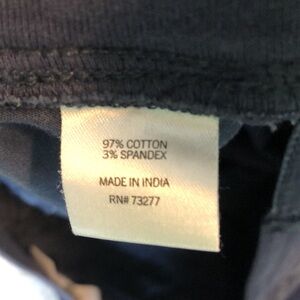 97% COTTON
3% SPANDEX
MADE IN INDIA
RN# 73277